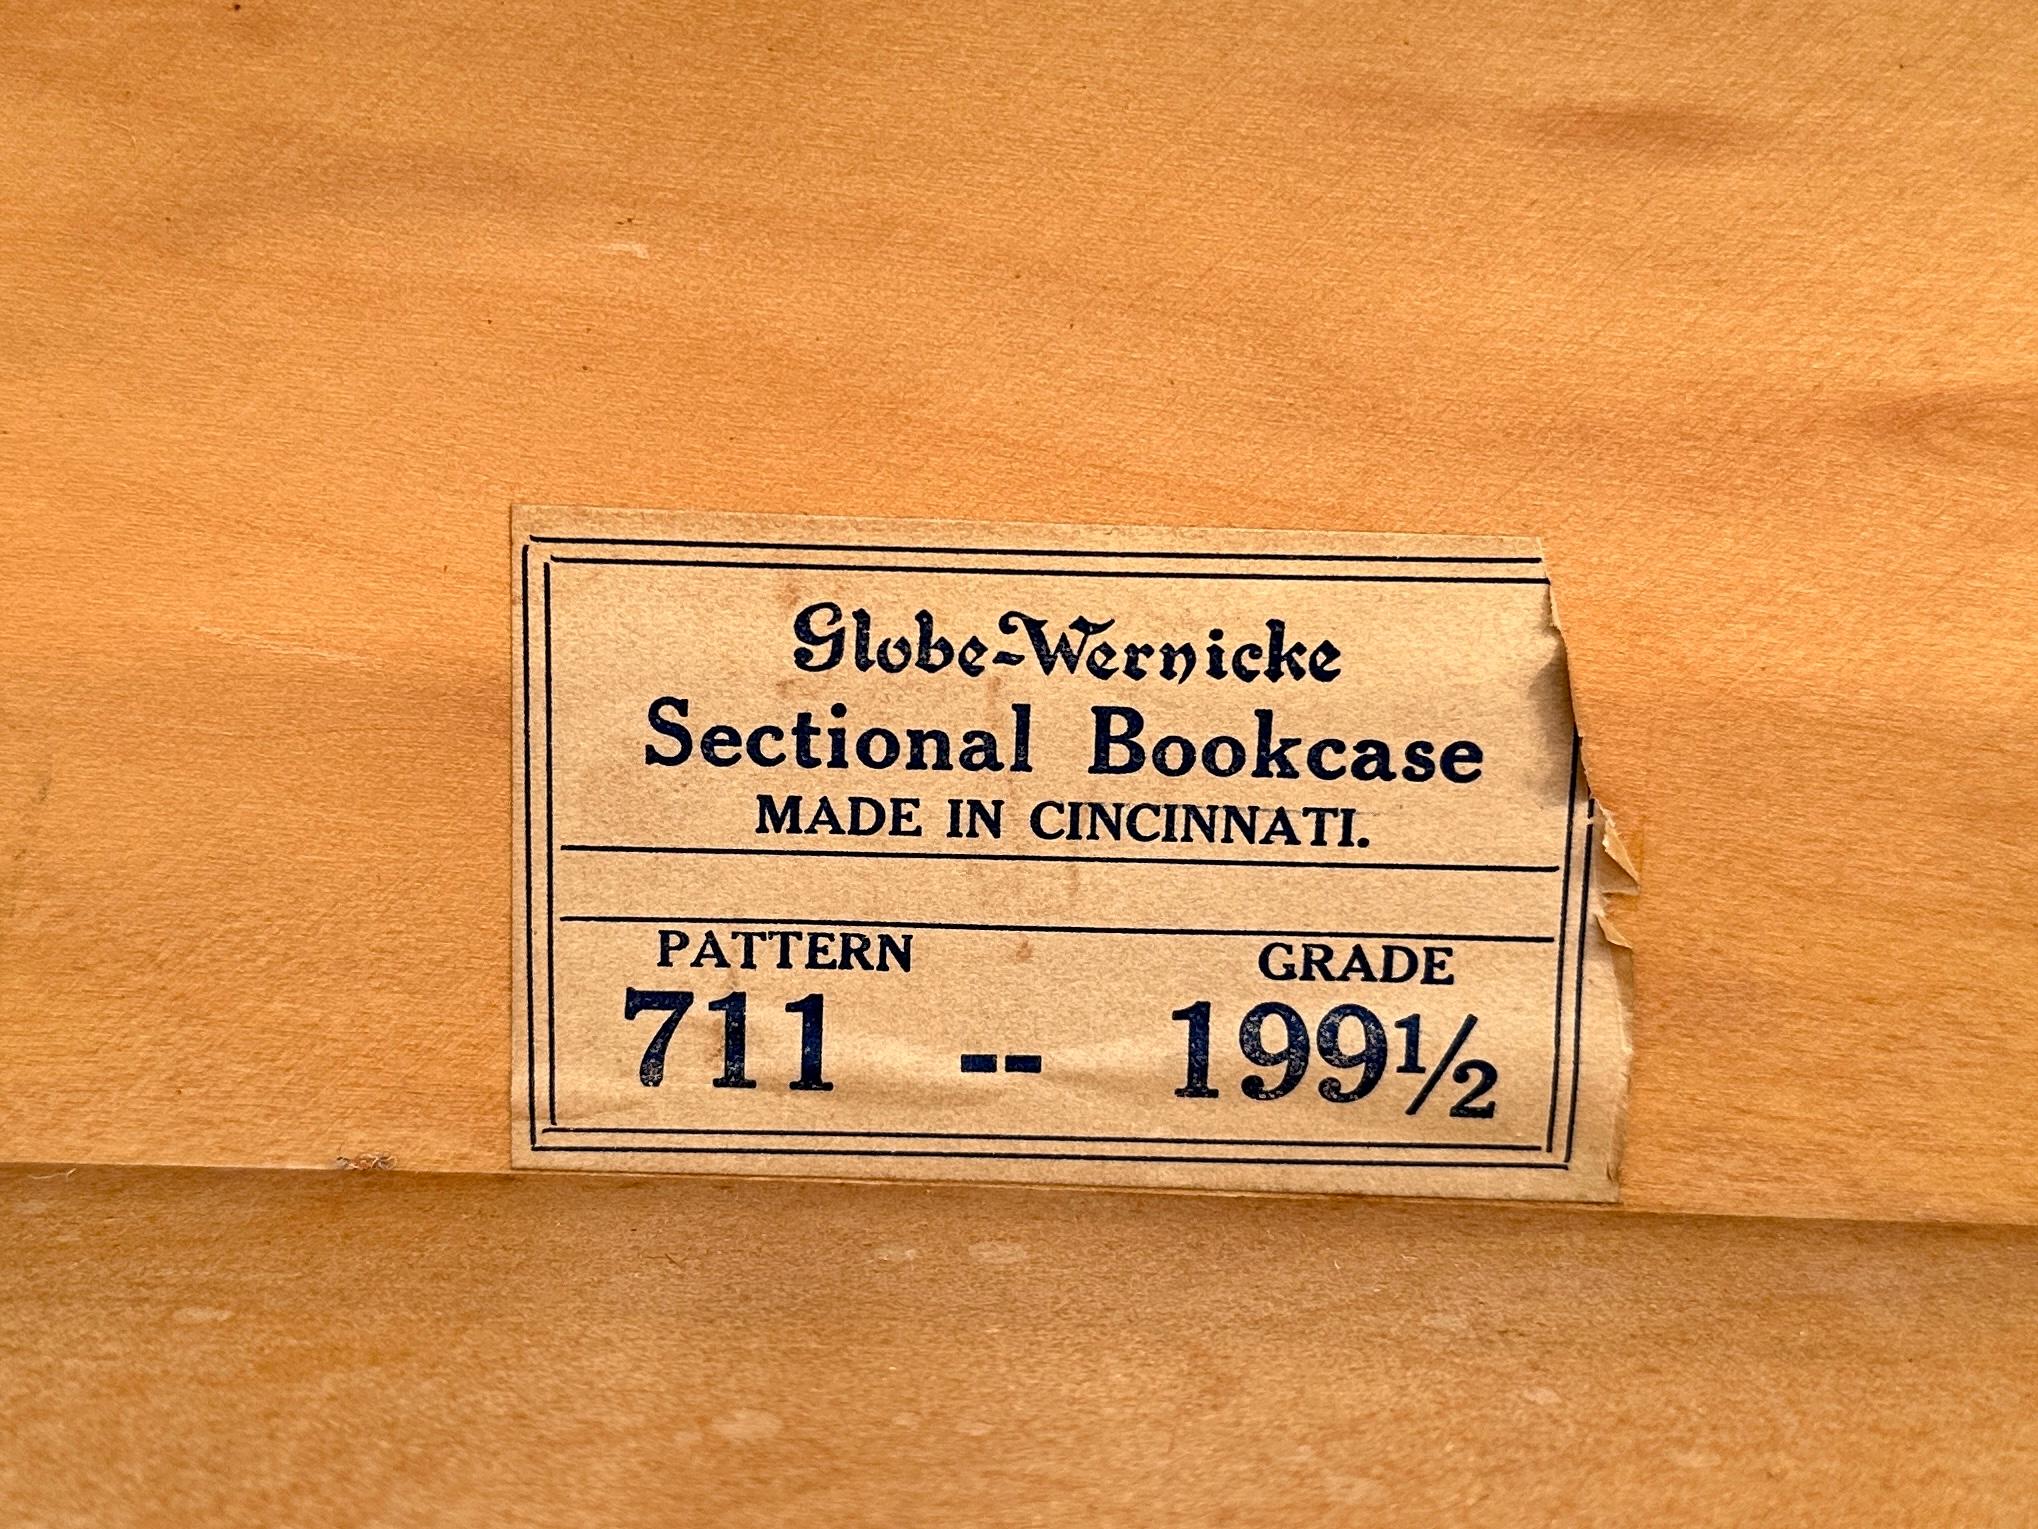 Globe-Wernicke
Sectional Bookcase
MADE IN CINCINNATI.
PATTERN GRADE
711 -- 199½